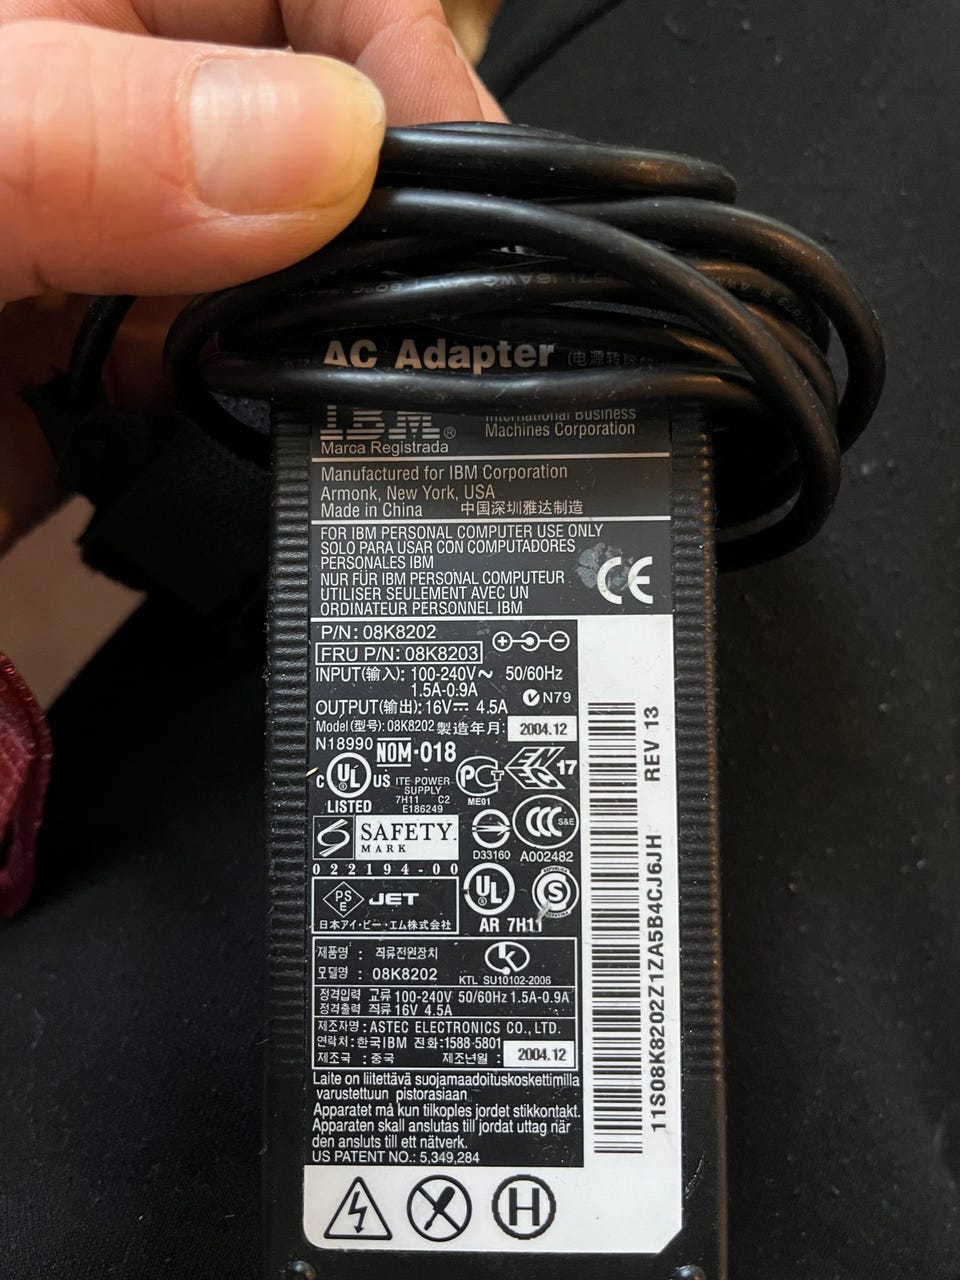 18AWG
AC Adapter
IBM® International Business
Machines Corporation
Marca Registrada
Manufactured for IBM Corporation
Armonk, New York, USA
Made in China 中国深圳雅达制造
FOR IBM PERSONAL COMPUTER USE ONLY
SOLO PARA USAR CON COMPUTADORES
PERSONALES IBM
NUR FÜR IBM PERSONAL COMPUTEUR
UTILISER SEULEMENT AVEC UN
ORDINATEUR PERSONNEL IBM
CE
P/N: 08K8202
FRU P/N: 08K8203
INPUT(输入): 100-240V~ 50/60Hz
1.5A-0.9A
N79
OUTPUT(输出): 16V⎓ 4.5A
Model(型号): 08K8202 製造年月: 2004.12
N18990 NOM-018
C UL US LISTED
ITE POWER
SUPPLY
7H11 C2
E186249
PCT
ME01
17
S SAFETY
MARK
022194-00
D33160
CCC S&E
A002482
PS
E JET
日本アイ・ビー・エム株式会社
UL
AR 7H11
S
제품명 : 직류전원장치
모델명 : 08K8202
KTL SU10102-2006
정격입력 교류 100-240V 50/60Hz 1.5A-0.9A
정격출력 직류 16V 4.5A
제조자명 : ASTEC ELECTRONICS CO., LTD.
연락처: 한국IBM 진화:1588-5801
제조국 : 중국 제조년월 : 2004.12
Laite on liitettävä suojamaadoituskoskettimilla
varustettuun pistorasiaan
Apparatet må kun tilkoples jordet stikkontakt.
Apparaten skall anslutas till jordat uttag när
den ansluts till ett nätverk.
US PATENT NO.: 5,349,284
H
REV 13
11S08K8202Z1ZA5B4CJ6JH